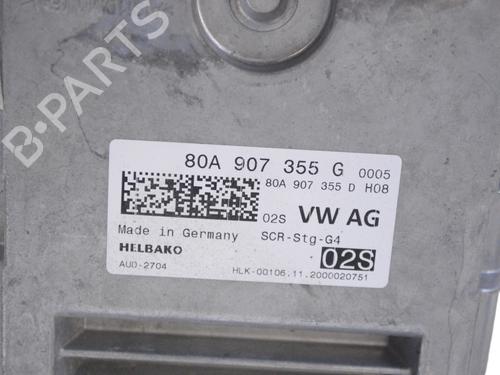 B-PARTS
80A 907 355 G 0005
80A 907 355 D H08
02S VW AG
Made in Germany SCR-Stg-G4
HELBAKO 02S
AUD-2704 HLK-00106.11.2000020751